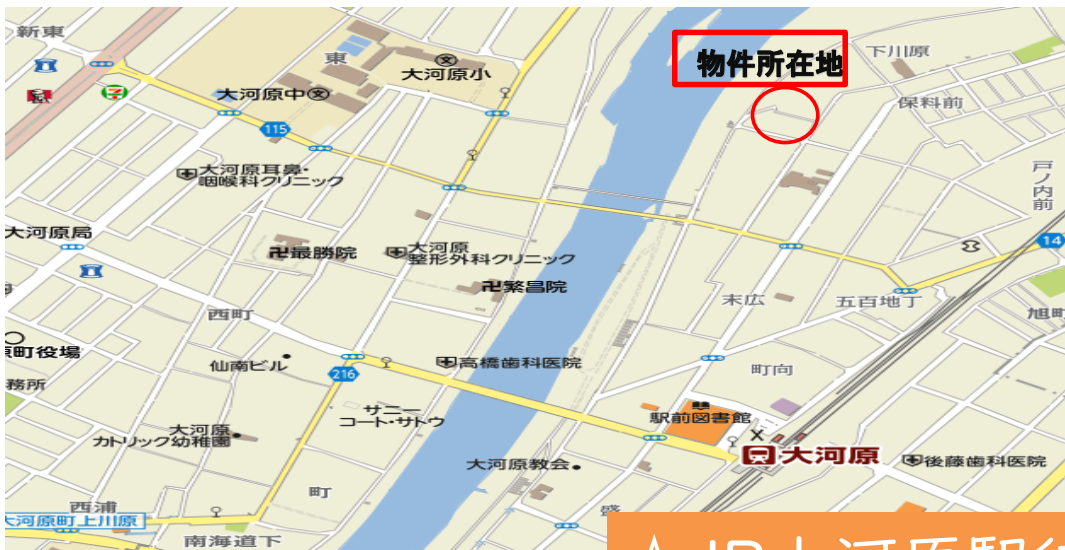 新東
東
大河原小
大河原中
物件所在地
下川原
保科前
115
大河原耳鼻・
咽喉科クリニック
戸ノ内前
大河原局
14
卍最勝院
大河原
整形外科クリニック
卍繁昌院
末広
五百地丁
旭町
西町
町役場
仙南ビル
216
高橋歯科医院
町向
務所
サニー
コート・サトウ
駅前図書館
大河原
カトリック幼稚園
大河原教会
大河原
後藤歯科医院
西浦
町
盛
大河原町上川原
南海道下